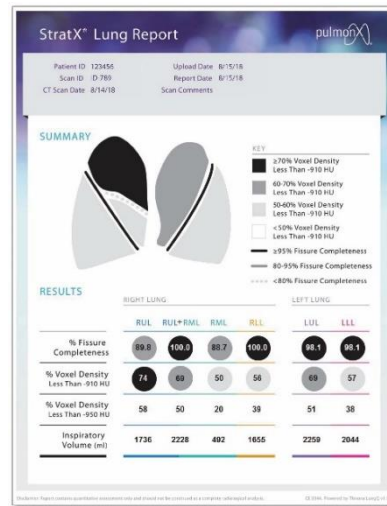 StratX® Lung Report
pulmonx
Patient ID 123456
Scan ID D-789
CT Scan Date 8/14/18
Upload Date 8/15/18
Report Date 8/15/18
Scan Comments
SUMMARY
KEY
≥70% Voxel Density
Less Than -910 HU
60-70% Voxel Density
Less Than -910 HU
50-60% Voxel Density
Less Than -910 HU
<50% Voxel Density
Less Than -910 HU
≥95% Fissure Completeness
80-95% Fissure Completeness
<80% Fissure Completeness
RESULTS
RIGHT LUNG LEFT LUNG
RUL RUL+RML RML RLL LUL LLL
% Fissure
Completeness 89.8 100.0 88.7 100.0 98.1 98.1
% Voxel Density
Less Than -910 HU 74 69 50 56 69 57
% Voxel Density
Less Than -950 HU 58 50 20 39 51 38
Inspiratory
Volume (ml) 1736 2228 492 1655 2259 2044